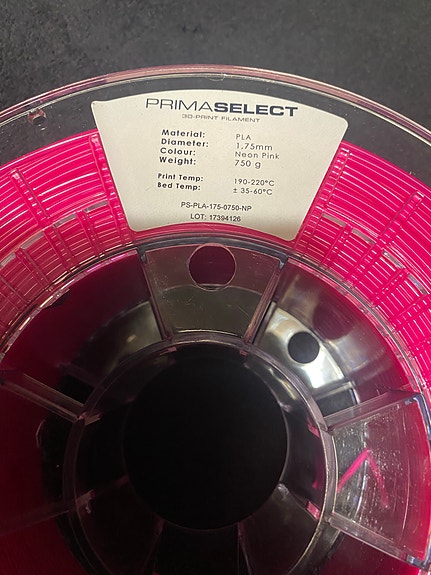 PRIMASELECT
3D-PRINT FILAMENT
Material: PLA
Diameter: 1,75mm
Colour: Neon Pink
Weight: 750 g
Print Temp: 190-220°C
Bed Temp: ± 35-60°C
PS-PLA-175-0750-NP
LOT: 17394126